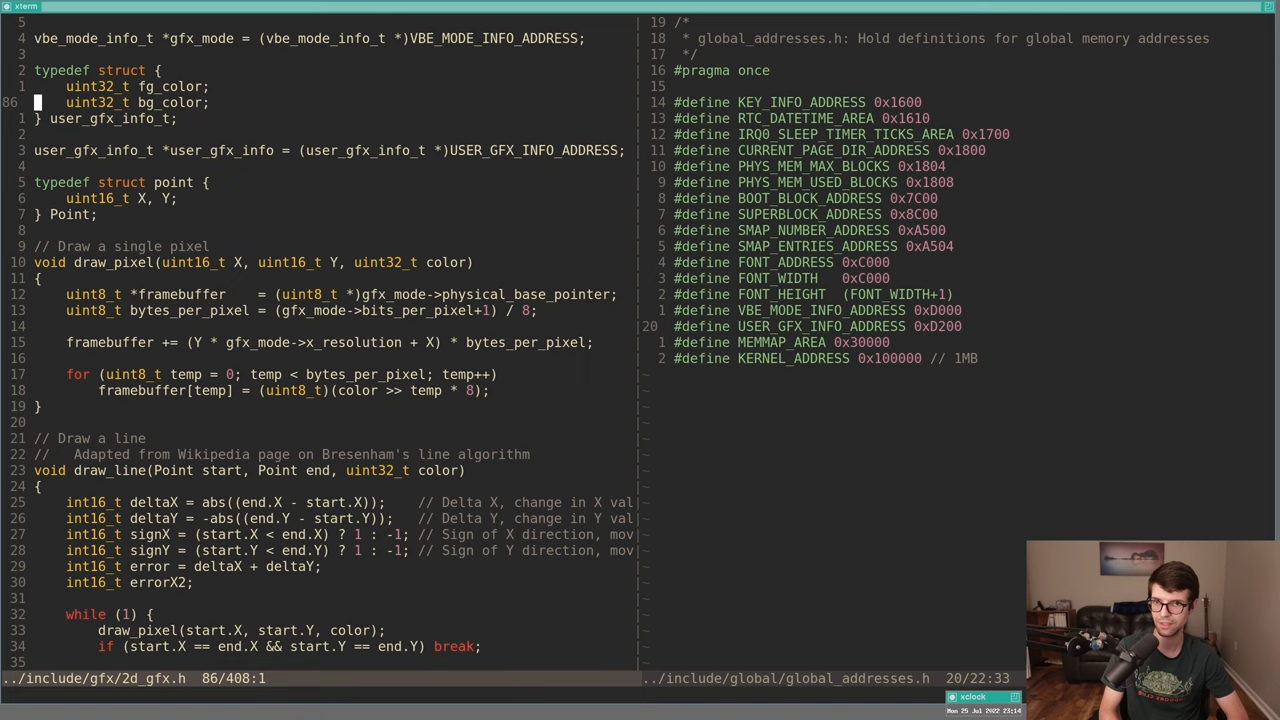 xterm
5
4 vbe_mode_info_t *gfx_mode = (vbe_mode_info_t *)VBE_MODE_INFO_ADDRESS;
3
2 typedef struct {
1     uint32_t fg_color;
86     uint32_t bg_color;
1 } user_gfx_info_t;
2
3 user_gfx_info_t *user_gfx_info = (user_gfx_info_t *)USER_GFX_INFO_ADDRESS;
4
5 typedef struct point {
6     uint16_t X, Y;
7 } Point;
8
9 // Draw a single pixel
10 void draw_pixel(uint16_t X, uint16_t Y, uint32_t color)
11 {
12     uint8_t *framebuffer    = (uint8_t *)gfx_mode->physical_base_pointer;
13     uint8_t bytes_per_pixel = (gfx_mode->bits_per_pixel+1) / 8;
14
15     framebuffer += (Y * gfx_mode->x_resolution + X) * bytes_per_pixel;
16
17     for (uint8_t temp = 0; temp < bytes_per_pixel; temp++)
18         framebuffer[temp] = (uint8_t)(color >> temp * 8);
19 }
20
21 // Draw a line
22 //   Adapted from Wikipedia page on Bresenham's line algorithm
23 void draw_line(Point start, Point end, uint32_t color)
24 {
25     int16_t deltaX = abs((end.X - start.X));    // Delta X, change in X val
26     int16_t deltaY = -abs((end.Y - start.Y));   // Delta Y, change in Y val
27     int16_t signX = (start.X < end.X) ? 1 : -1; // Sign of X direction, mov
28     int16_t signY = (start.Y < end.Y) ? 1 : -1; // Sign of Y direction, mov
29     int16_t error = deltaX + deltaY;
30     int16_t errorX2;
31
32     while (1) {
33         draw_pixel(start.X, start.Y, color);
34         if (start.X == end.X && start.Y == end.Y) break;
35
../include/gfx/2d_gfx.h  86/408:1
19 /*
18  * global_addresses.h: Hold definitions for global memory addresses
17  */
16 #pragma once
15
14 #define KEY_INFO_ADDRESS 0x1600
13 #define RTC_DATETIME_AREA 0x1610
12 #define IRQ0_SLEEP_TIMER_TICKS_AREA 0x1700
11 #define CURRENT_PAGE_DIR_ADDRESS 0x1800
10 #define PHYS_MEM_MAX_BLOCKS 0x1804
9 #define PHYS_MEM_USED_BLOCKS 0x1808
8 #define BOOT_BLOCK_ADDRESS 0x7C00
7 #define SUPERBLOCK_ADDRESS 0x8C00
6 #define SMAP_NUMBER_ADDRESS 0xA500
5 #define SMAP_ENTRIES_ADDRESS 0xA504
4 #define FONT_ADDRESS 0xC000
3 #define FONT_WIDTH   0xC000
2 #define FONT_HEIGHT  (FONT_WIDTH+1)
1 #define VBE_MODE_INFO_ADDRESS 0xD000
20 #define USER_GFX_INFO_ADDRESS 0xD200
1 #define MEMMAP_AREA 0x30000
2 #define KERNEL_ADDRESS 0x100000 // 1MB
../include/global/global_addresses.h  20/22:33
xclock
Mon 25 Jul 2022 23:14